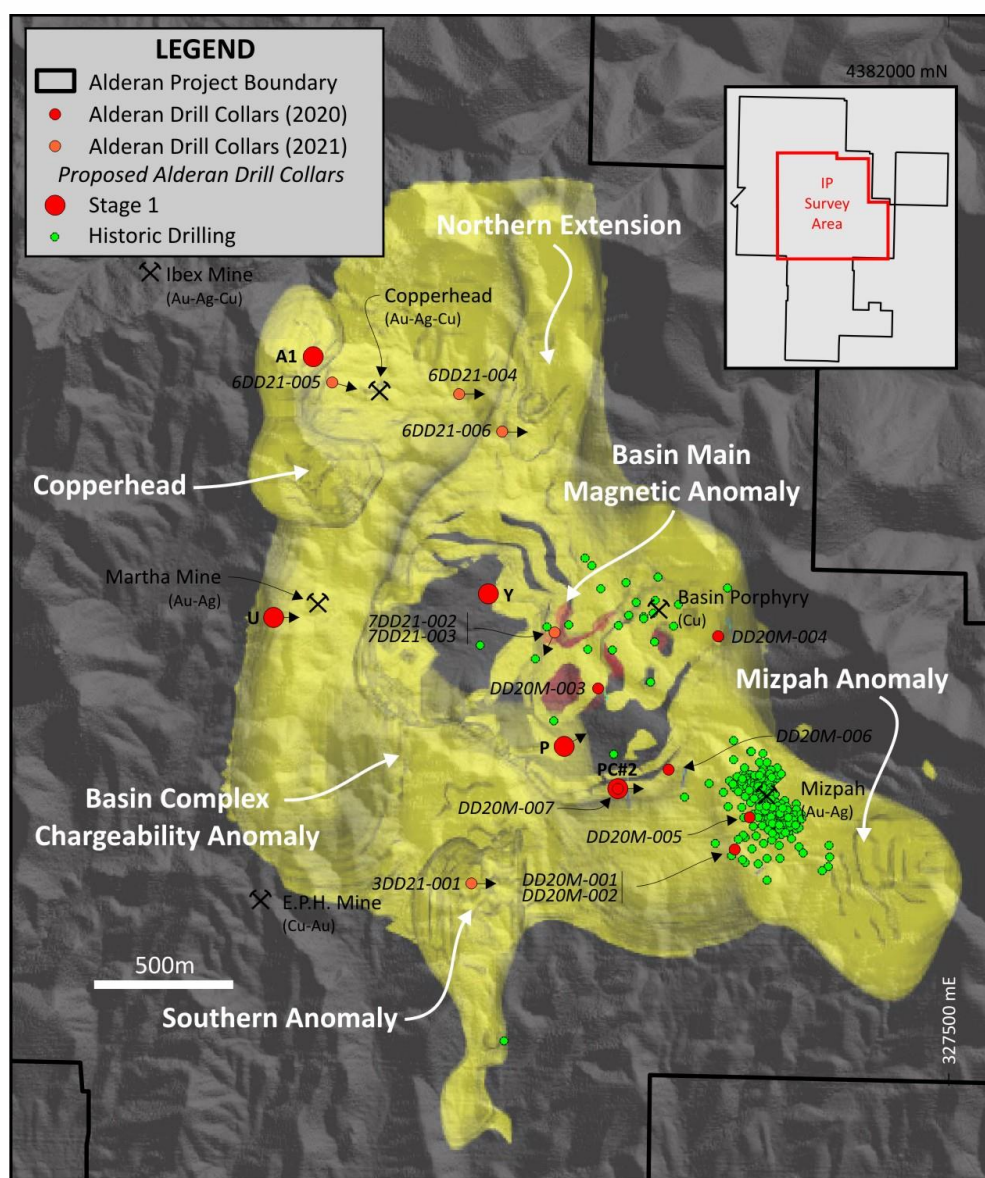 LEGEND
Alderan Project Boundary
Alderan Drill Collars (2020)
Alderan Drill Collars (2021)
Proposed Alderan Drill Collars
Stage 1
Historic Drilling
4382000 mN
IP
Survey
Area
Northern Extension
Ibex Mine
(Au-Ag-Cu)
Copperhead
(Au-Ag-Cu)
A1
6DD21-005
6DD21-004
6DD21-006
Basin Main
Magnetic Anomaly
Copperhead
Martha Mine
(Au-Ag)
U
Y
7DD21-002
7DD21-003
Basin Porphyry
(Cu)
DD20M-004
DD20M-003
Mizpah Anomaly
P
DD20M-006
PC#2
Basin Complex
Chargeability Anomaly
DD20M-007
Mizpah
(Au-Ag)
DD20M-005
3DD21-001
DD20M-001
DD20M-002
E.P.H. Mine
(Cu-Au)
500m
Southern Anomaly
327500 mE